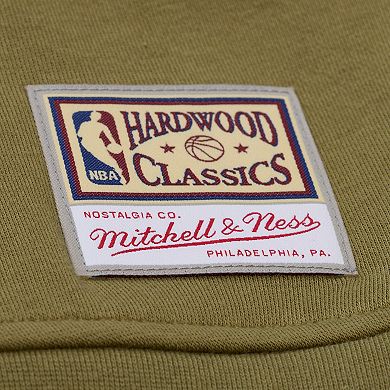 HARDWOOD
NBA
CLASSICS
NOSTALGIA CO.
Mitchell & Ness
PHILADELPHIA, PA.